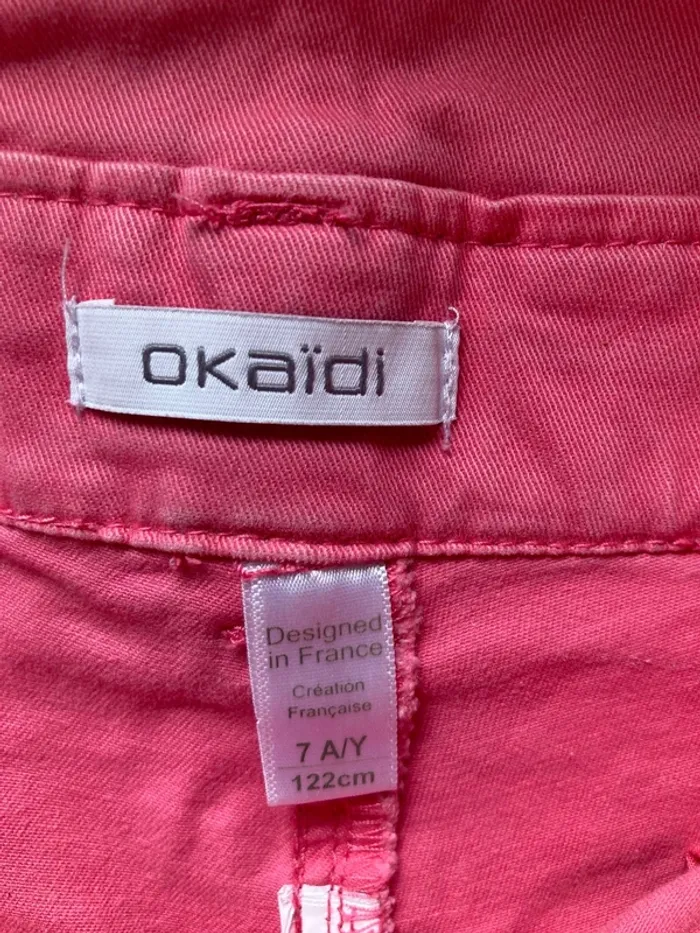 okaïdi
Designed
in France
Création
Française
7 A/Y
122cm